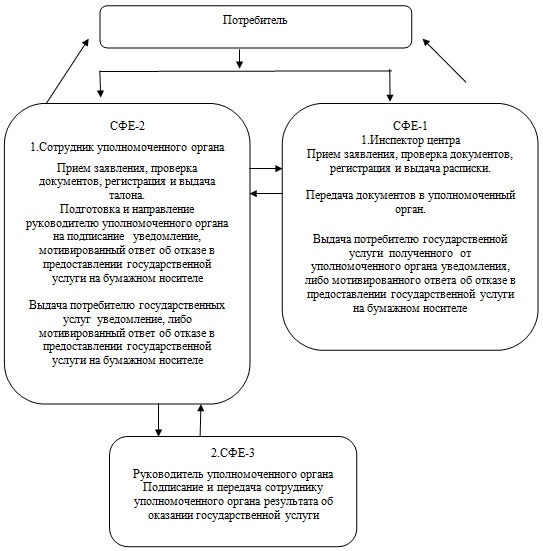 Потребитель
СФЕ-2
1.Сотрудник уполномоченного органа
Прием заявления, проверка
документов, регистрация и выдача
талона.
Подготовка и направление
руководителю уполномоченного органа
на подписание уведомление,
мотивированный ответ об отказе в
предоставлении государственной
услуги на бумажном носителе
Выдача потребителю государственных
услуг уведомление, либо
мотивированный ответ об отказе в
предоставлении государственной
услуги на бумажном носителе
СФЕ-1
1.Инспектор центра
Прием заявления, проверка документов,
регистрация и выдача расписки.
Передача документов в уполномоченный
орган.
Выдача потребителю государственной
услуги полученного от
уполномоченного органа уведомления,
либо мотивированного ответа об отказе в
предоставлении государственной услуги
на бумажном носителе
2.СФЕ-3
Руководитель уполномоченного органа
Подписание и передача сотруднику
уполномоченного органа результата об
оказании государственной услуги